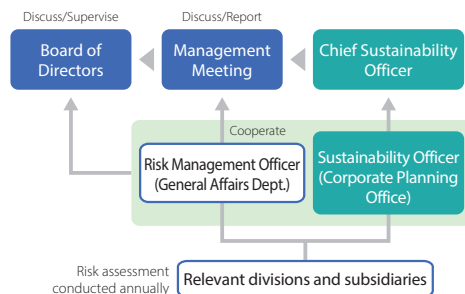 Discuss/Supervise
Discuss/Report
Board of
Directors
Management
Meeting
Chief Sustainability
Officer
Cooperate
Risk Management Officer
(General Affairs Dept.)
Sustainability Officer
(Corporate Planning
Office)
Risk assessment
conducted annually
Relevant divisions and subsidiaries